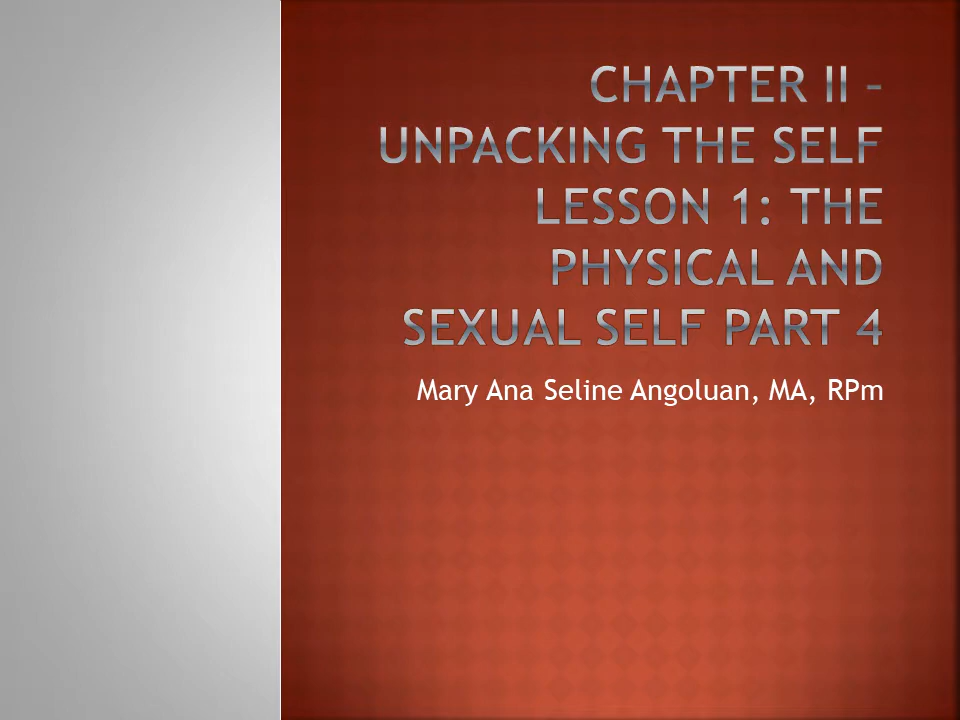 CHAPTER II –
UNPACKING THE SELF
LESSON 1: THE
PHYSICAL AND
SEXUAL SELF PART 4
Mary Ana Seline Angoluan, MA, RPm